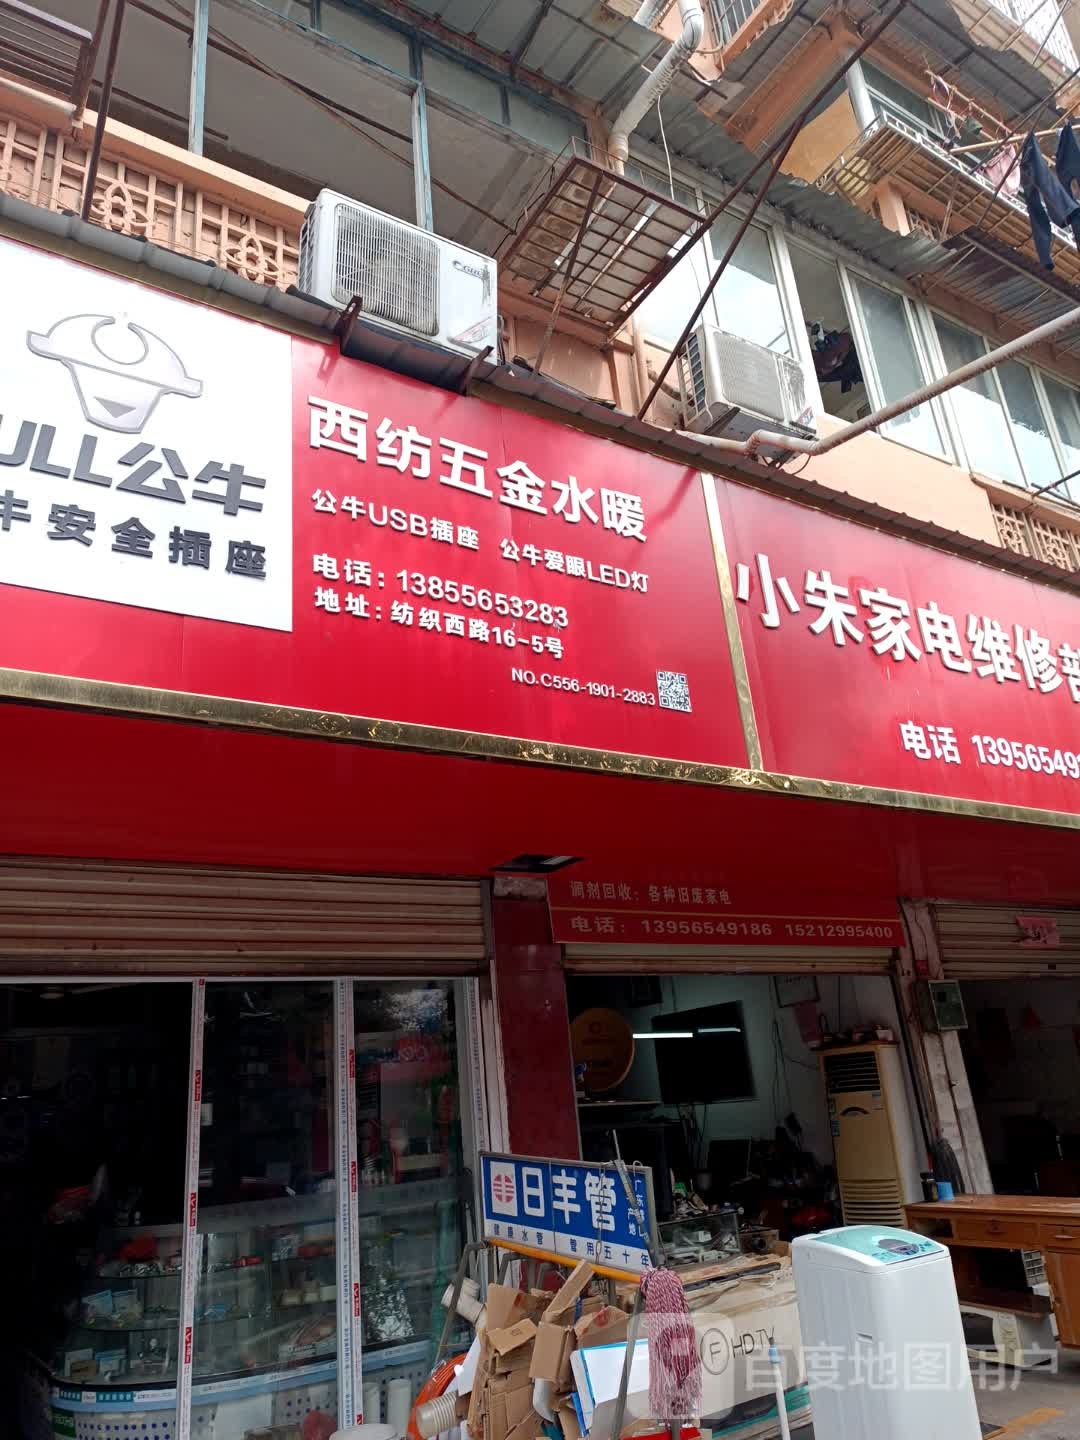 ULL公牛
牛安全插座
西纺五金水暖
公牛USB插座 公牛爱眼LED灯
电话：13855653283
地址：纺织西路16-5号
NO.C556-1901-2883
小朱家电维修部
电话 139565491
调剂回收：各种旧废家电
电话：13956549186 15212995400
日丰管
健康水管 管用五十年
HDTV
百度地图用户